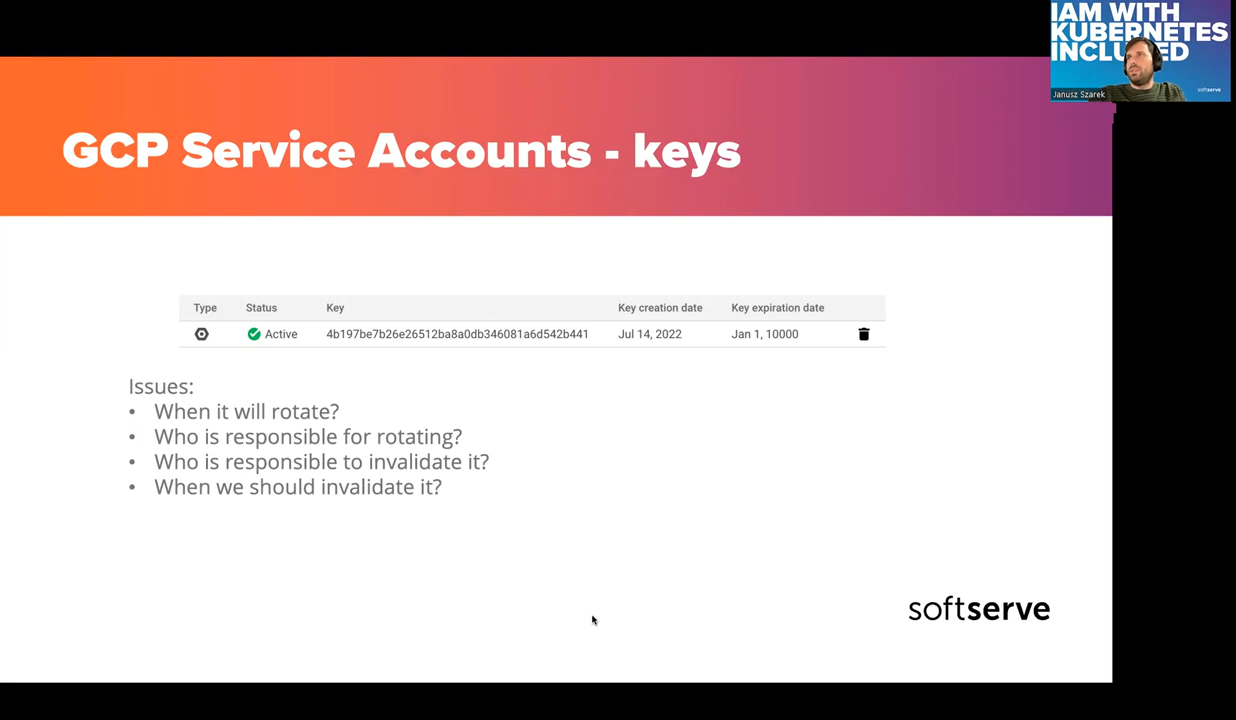 IAM WITH
KUBERNETES
INCLUDED
Janusz Szarek
softserve
GCP Service Accounts - keys
Type Status Key Key creation date Key expiration date
Active 4b197be7b26e26512ba8a0db346081a6d542b441 Jul 14, 2022 Jan 1, 10000
Issues:
• When it will rotate?
• Who is responsible for rotating?
• Who is responsible to invalidate it?
• When we should invalidate it?
softserve